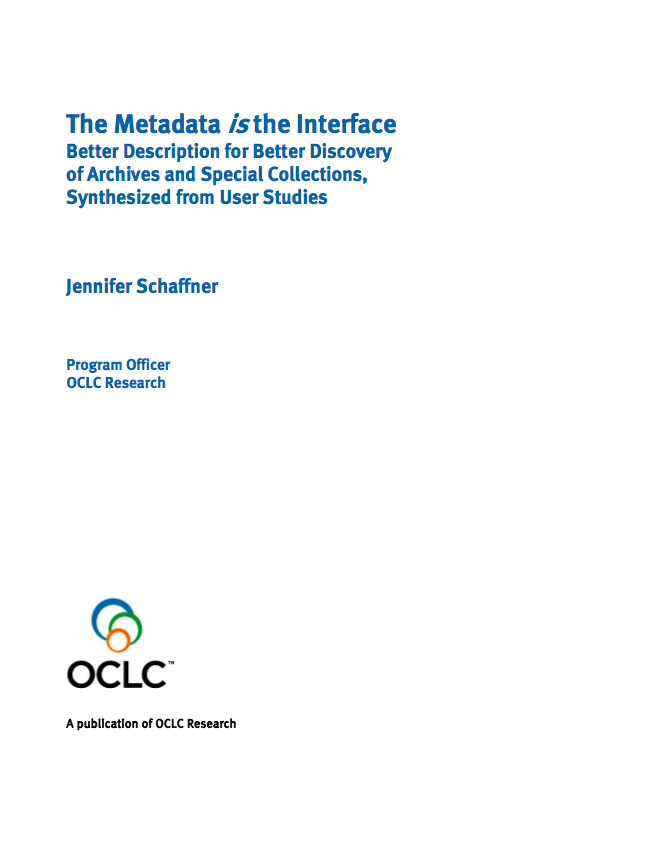 The Metadata is the Interface
Better Description for Better Discovery
of Archives and Special Collections,
Synthesized from User Studies
Jennifer Schaffner
Program Officer
OCLC Research
OCLC™
A publication of OCLC Research